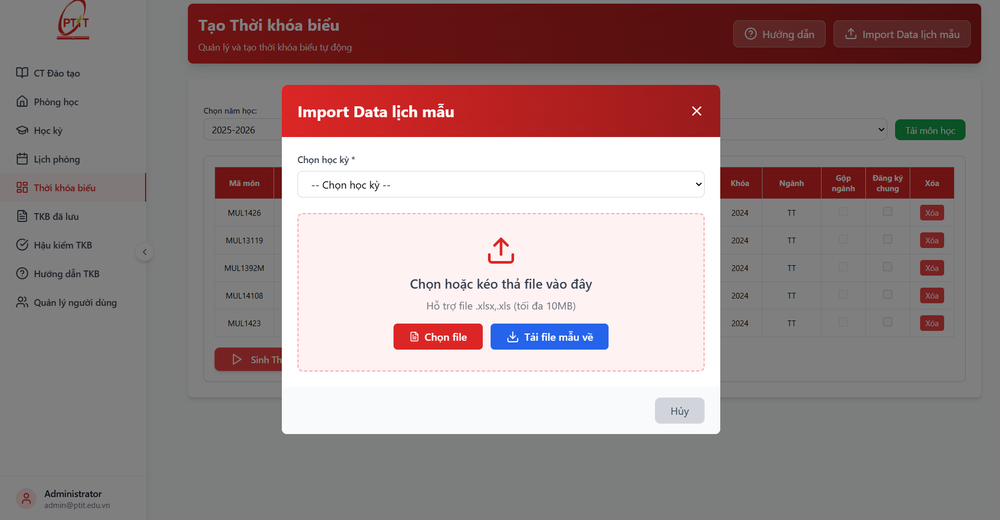 PTIT
CT Đào tạo
Phòng học
Học kỳ
Lịch phòng
Thời khóa biểu
TKB đã lưu
Hậu kiểm TKB
Hướng dẫn TKB
Quản lý người dùng
Administrator
admin@ptit.edu.vn
Tạo Thời khóa biểu
Quản lý và tạo thời khóa biểu tự động
Hướng dẫn
Import Data lịch mẫu
Chọn năm học:
2025-2026
Tải môn học
Mã môn
Khóa
Ngành
Gộp ngành
Đăng ký chung
Xóa
MUL1426
2024
TT
Xóa
MUL13119
2024
TT
Xóa
MUL1392M
2024
TT
Xóa
MUL14108
2024
TT
Xóa
MUL1423
2024
TT
Xóa
Sinh Th
Import Data lịch mẫu
Chọn học kỳ *
-- Chọn học kỳ --
Chọn hoặc kéo thả file vào đây
Hỗ trợ file .xlsx,.xls (tối đa 10MB)
Chọn file
Tải file mẫu về
Hủy